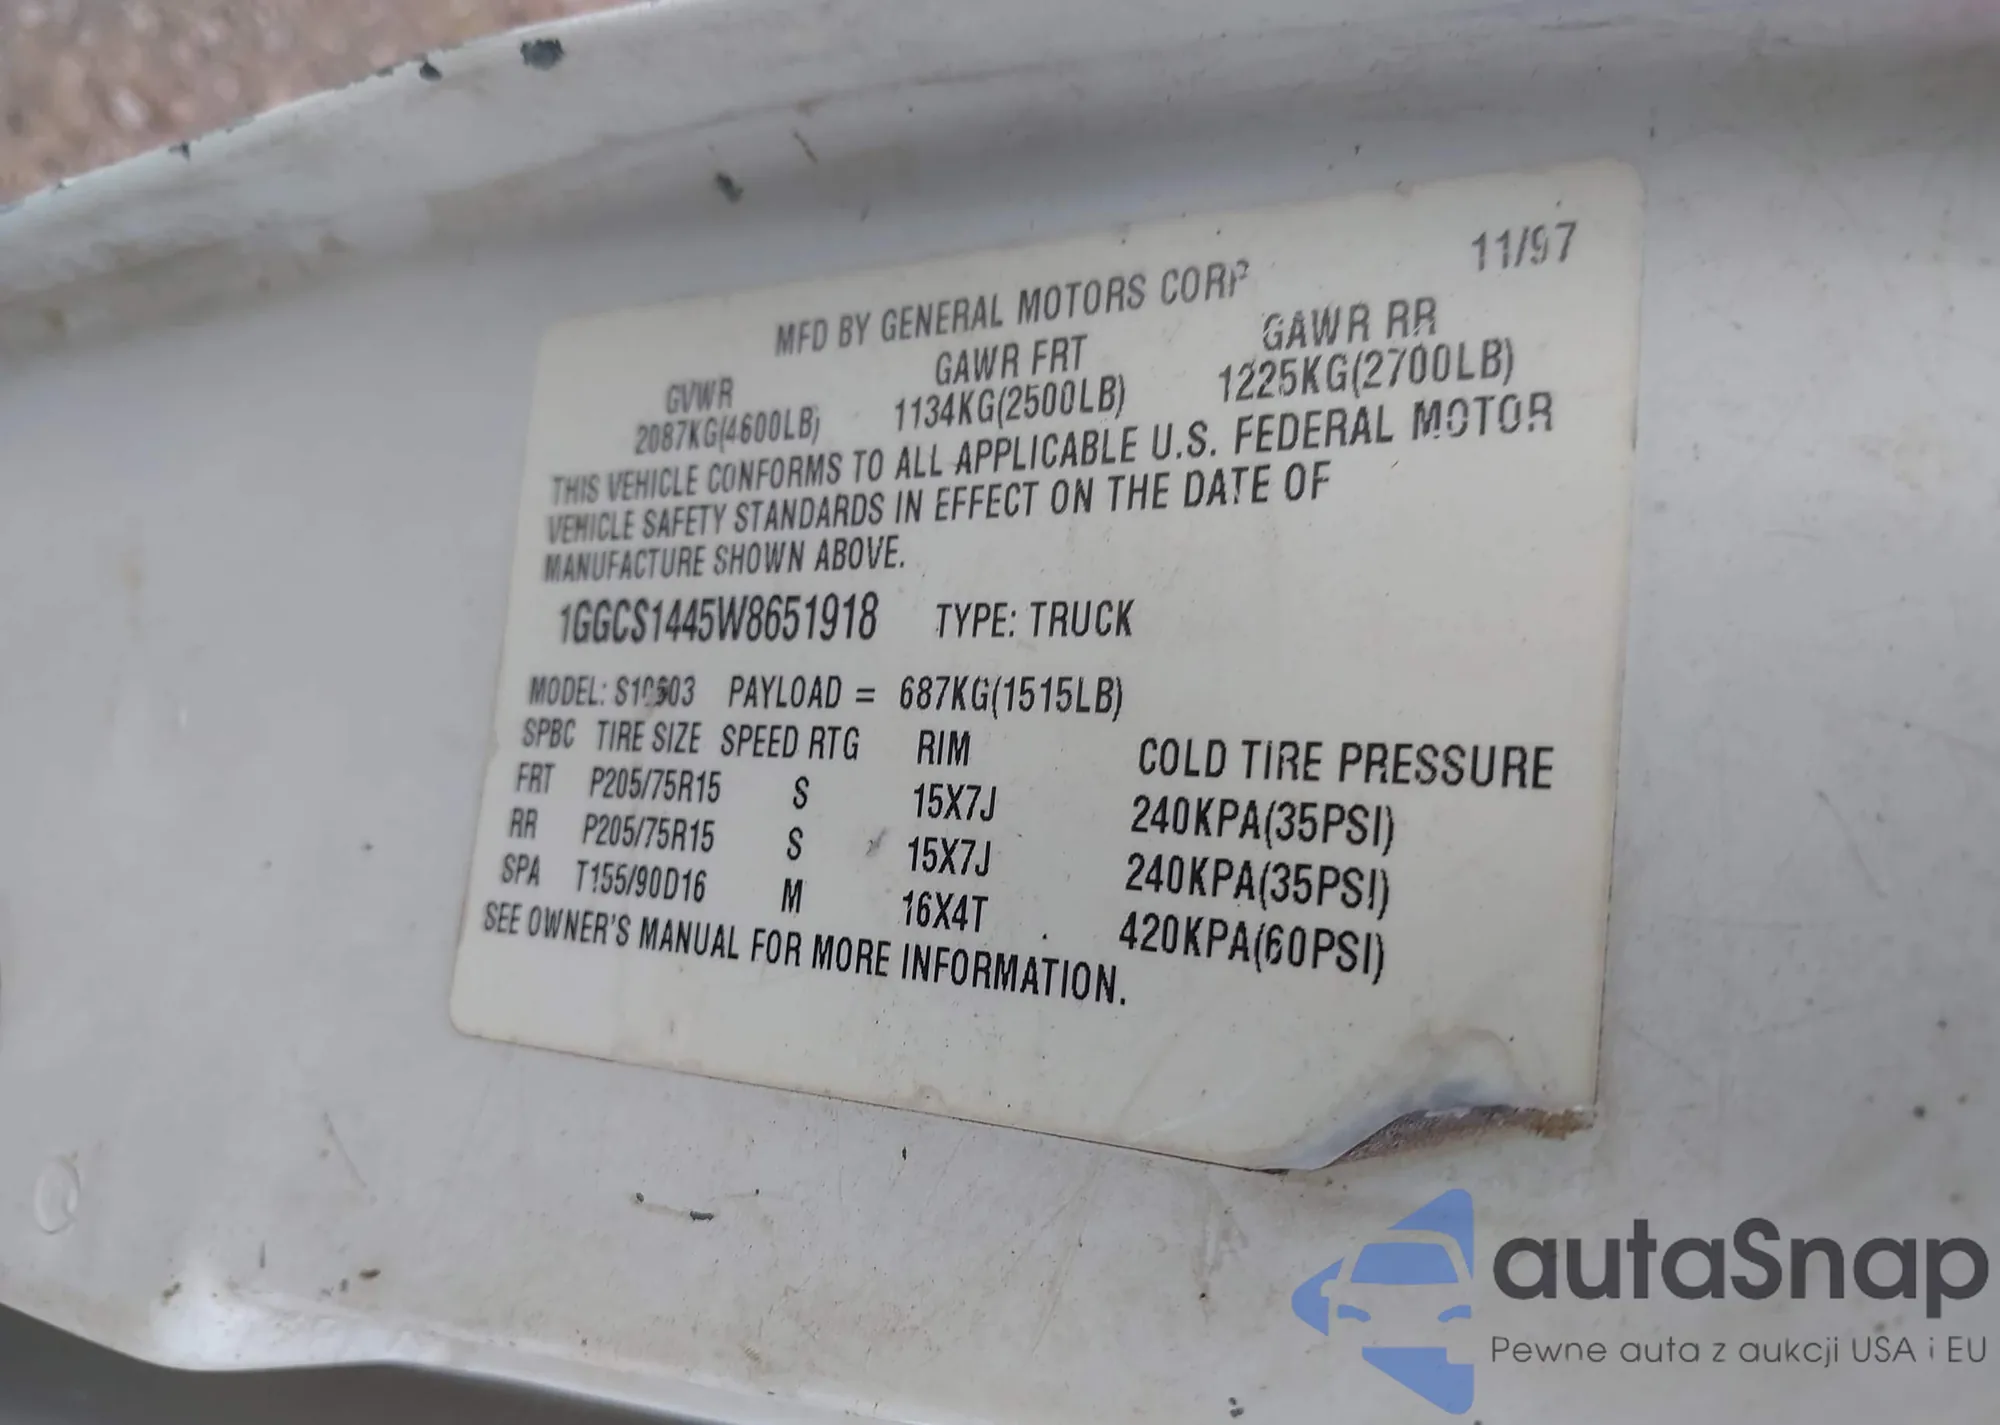 11/97
MFD BY GENERAL MOTORS CORP
GVWR GAWR FRT GAWR RR
2087KG(4600LB) 1134KG(2500LB) 1225KG(2700LB)
THIS VEHICLE CONFORMS TO ALL APPLICABLE U.S. FEDERAL MOTOR
VEHICLE SAFETY STANDARDS IN EFFECT ON THE DATE OF
MANUFACTURE SHOWN ABOVE.
1GGCS1445W8651918 TYPE: TRUCK
MODEL: S10603 PAYLOAD = 687KG(1515LB)
SPBC TIRE SIZE SPEED RTG RIM COLD TIRE PRESSURE
FRT P205/75R15 S 15X7J 240KPA(35PSI)
RR P205/75R15 S 15X7J 240KPA(35PSI)
SPA T155/90D16 M 16X4T 420KPA(60PSI)
SEE OWNER'S MANUAL FOR MORE INFORMATION.
autaSnap
Pewne auta z aukcji USA i EU